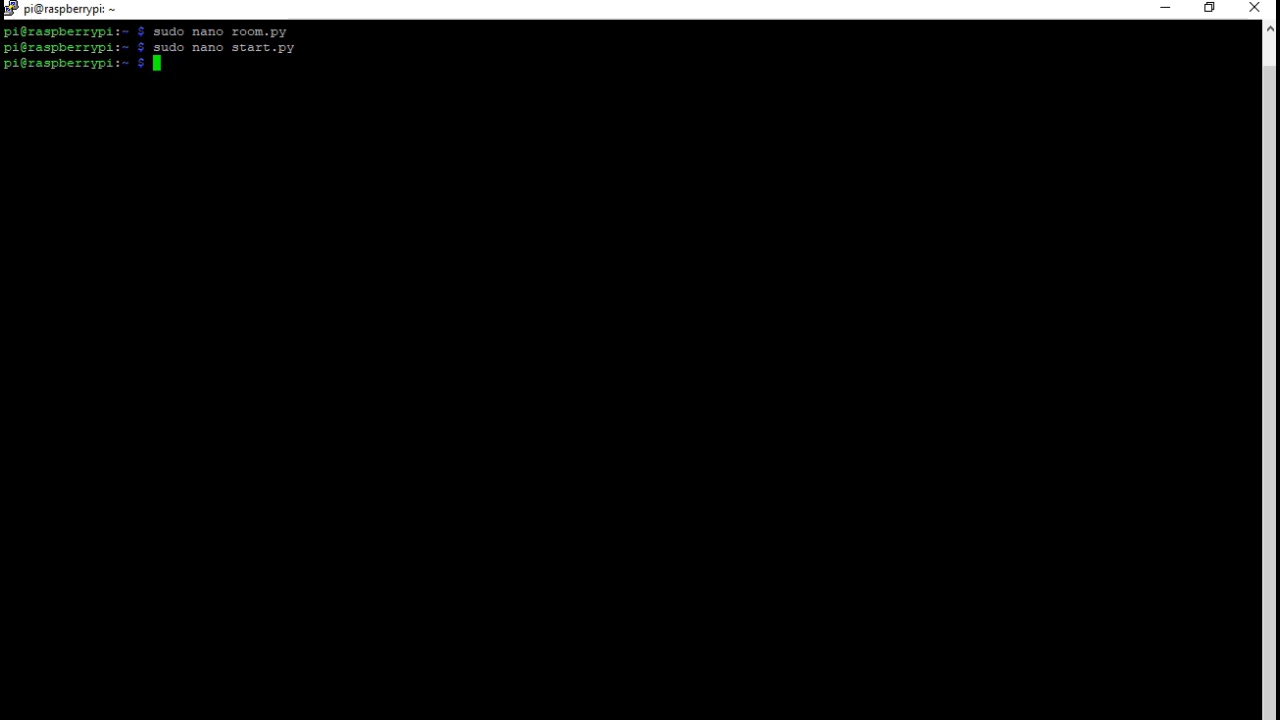 pi@raspberrypi: ~
pi@raspberrypi:~ $ sudo nano room.py
pi@raspberrypi:~ $ sudo nano start.py
pi@raspberrypi:~ $